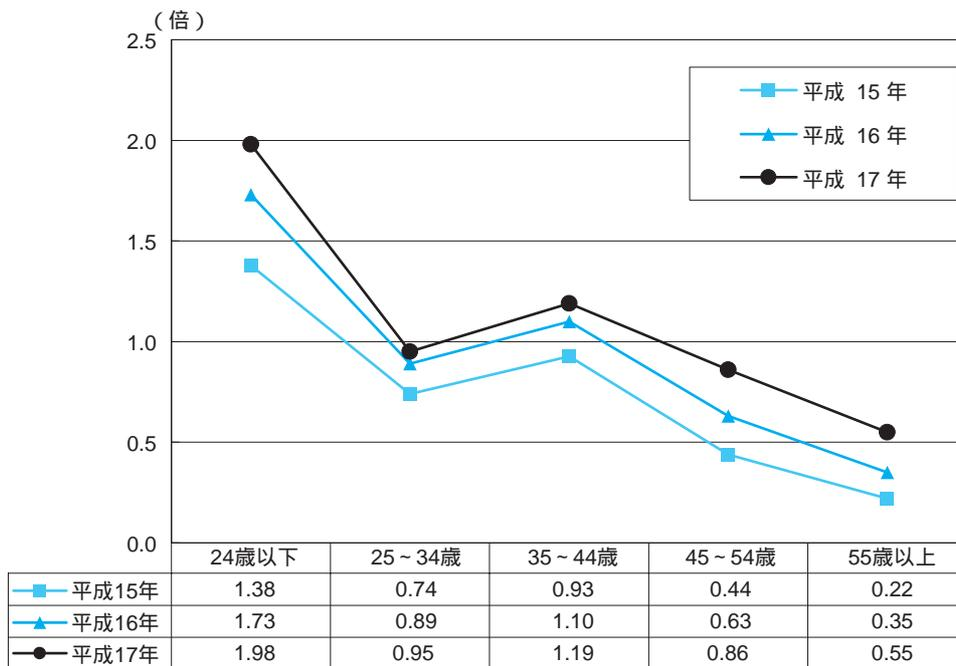 （倍）
2.5
2.0
1.5
1.0
0.5
0.0
平成 15 年
平成 16 年
平成 17 年
24歳以下 25～34歳 35～44歳 45～54歳 55歳以上
平成15年 1.38 0.74 0.93 0.44 0.22
平成16年 1.73 0.89 1.10 0.63 0.35
平成17年 1.98 0.95 1.19 0.86 0.55